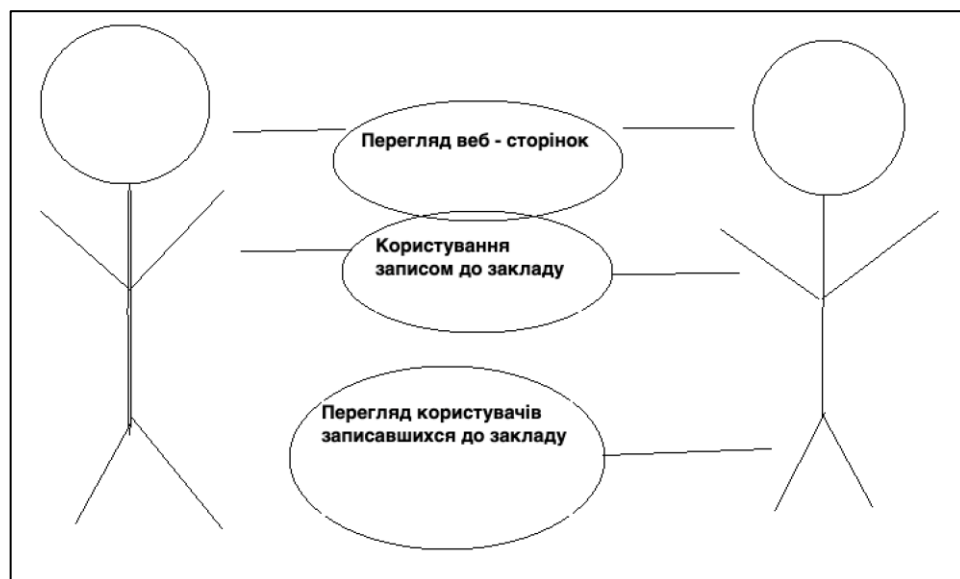 Перегляд веб - сторінок
Користування
записом до закладу
Перегляд користувачів
записавшихся до закладу